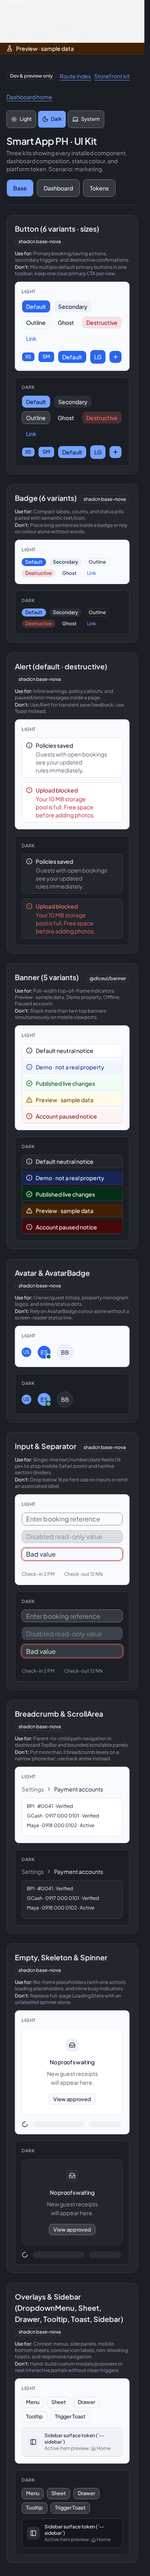 Preview · sample data
Dev & preview only
Route index
Storefront kit
Dashboard home
Light
Dark
System
Smart App PH · UI Kit
shadcn primitives, landing components,
dashboard patterns, status colour, and
platform tokens. Scenario: marketing.
Base
Dashboard
Tokens
Button (6 variants · sizes)
shadcn base-nova
Use for: Primary booking/saving actions,
secondary triggers, and destructive confirmations.
Don't: Mix multiple default primary buttons in one
toolbar · keep one clear primary CTA per view.
LIGHT
Default
Secondary
Outline
Ghost
Destructive
Link
XS
SM
Default
LG
+
DARK
Default
Secondary
Outline
Ghost
Destructive
Link
XS
SM
Default
LG
+
Badge (6 variants)
shadcn base-nova
Use for: Compact labels, counts, and status pills
paired with semantic text/icon.
Don't: Place long sentences inside a badge or rely
on colour alone without words.
LIGHT
Default
Secondary
Outline
Destructive
Ghost
Link
DARK
Default
Secondary
Outline
Destructive
Ghost
Link
Alert (default · destructive)
shadcn base-nova
Use for: Inline warnings, policy callouts, and
paused/error messages inside a page.
Don't: Use Alert for transient save feedback; use
Toast instead.
LIGHT
Policies saved
Guests with open bookings
see your updated
rules immediately.
Upload blocked
Your 10 MB storage
pool is full. Free space
before adding photos.
DARK
Policies saved
Guests with open bookings
see your updated
rules immediately.
Upload blocked
Your 10 MB storage
pool is full. Free space
before adding photos.
Banner (5 variants)
@diceui/banner
Use for: Full-width top-of-frame indicators:
Preview · sample data, Demo property, Offline,
Paused account.
Don't: Stack more than two top banners
simultaneously on mobile viewports.
LIGHT
Default neutral notice
Demo · not a real property
Published live changes
Preview · sample data
Account paused notice
DARK
Default neutral notice
Demo · not a real property
Published live changes
Preview · sample data
Account paused notice
Avatar & AvatarBadge
shadcn base-nova
Use for: Owner/guest initials, property monogram
logos, and online/status dots.
Don't: Rely on AvatarBadge colour alone without a
screen-reader status line.
LIGHT
BB
DARK
BB
Input & Separator
shadcn base-nova
Use for: Single-line text/number/date fields (16
px+ to stop mobile Safari zoom) and hairline
section dividers.
Don't: Drop below 16 px font size on inputs or omit
an associated label.
LIGHT
Enter booking reference
Disabled read-only value
Bad value
Check-in 2 PM
Check-out 12 NN
DARK
Enter booking reference
Disabled read-only value
Bad value
Check-in 2 PM
Check-out 12 NN
Breadcrumb & ScrollArea
shadcn base-nova
Use for: Parent-to-child path navigation in
dashboard TopBar and bounded scrollable panels.
Don't: Put more than 2 breadcrumb levels on a
narrow phone bar; use back arrow instead.
LIGHT
Settings
Payment accounts
BPI · #0041 · Verified
GCash · 0917 000 0101 · Verified
Maya · 0918 000 0102 · Active
DARK
Settings
Payment accounts
BPI · #0041 · Verified
GCash · 0917 000 0101 · Verified
Maya · 0918 000 0102 · Active
Empty, Skeleton & Spinner
shadcn base-nova
Use for: No-items placeholders (with one action),
loading placeholders, and inline busy indicators.
Don't: Replace full-page LoadingState with an
unlabelled spinner alone.
LIGHT
No proofs waiting
New guest receipts
will appear here.
View approved
DARK
No proofs waiting
New guest receipts
will appear here.
View approved
Overlays & Sidebar
(DropdownMenu, Sheet,
Drawer, Tooltip, Toast, Sidebar)
shadcn base-nova
Use for: Context menus, side panels, mobile
bottom sheets, concise icon labels, non-blocking
toasts, and responsive navigation.
Don't: Hand-build custom modals/popovers or
nest interactive portals without clean triggers.
LIGHT
Menu
Sheet
Drawer
Tooltip
Trigger Toast
Sidebar surface token (`--
sidebar`)
Active item preview:
Home
DARK
Menu
Sheet
Drawer
Tooltip
Trigger Toast
Sidebar surface token (`--
sidebar`)
Active item preview:
Home